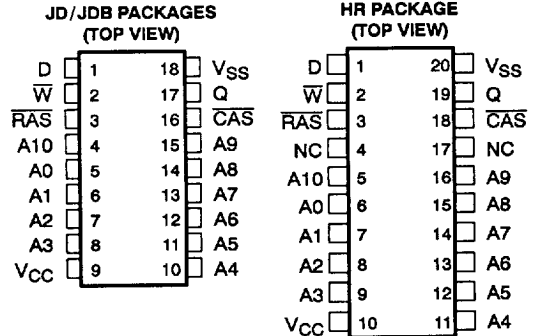 JD/JDB PACKAGES
(TOP VIEW)
D 1 18 VSS
W 2 17 Q
RAS 3 16 CAS
A10 4 15 A9
A0 5 14 A8
A1 6 13 A7
A2 7 12 A6
A3 8 11 A5
VCC 9 10 A4
HR PACKAGE
(TOP VIEW)
D 1 20 VSS
W 2 19 Q
RAS 3 18 CAS
NC 4 17 NC
A10 5 16 A9
A0 6 15 A8
A1 7 14 A7
A2 8 13 A6
A3 9 12 A5
VCC 10 11 A4